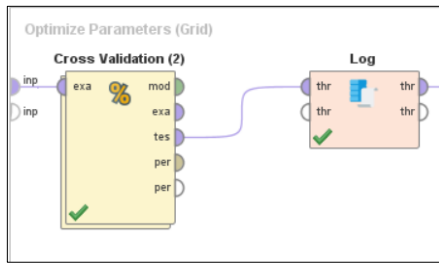 Optimize Parameters (Grid)
Cross Validation (2)
Log
inp
inp
exa
%
mod
exa
tes
per
per
thr
thr
thr
thr